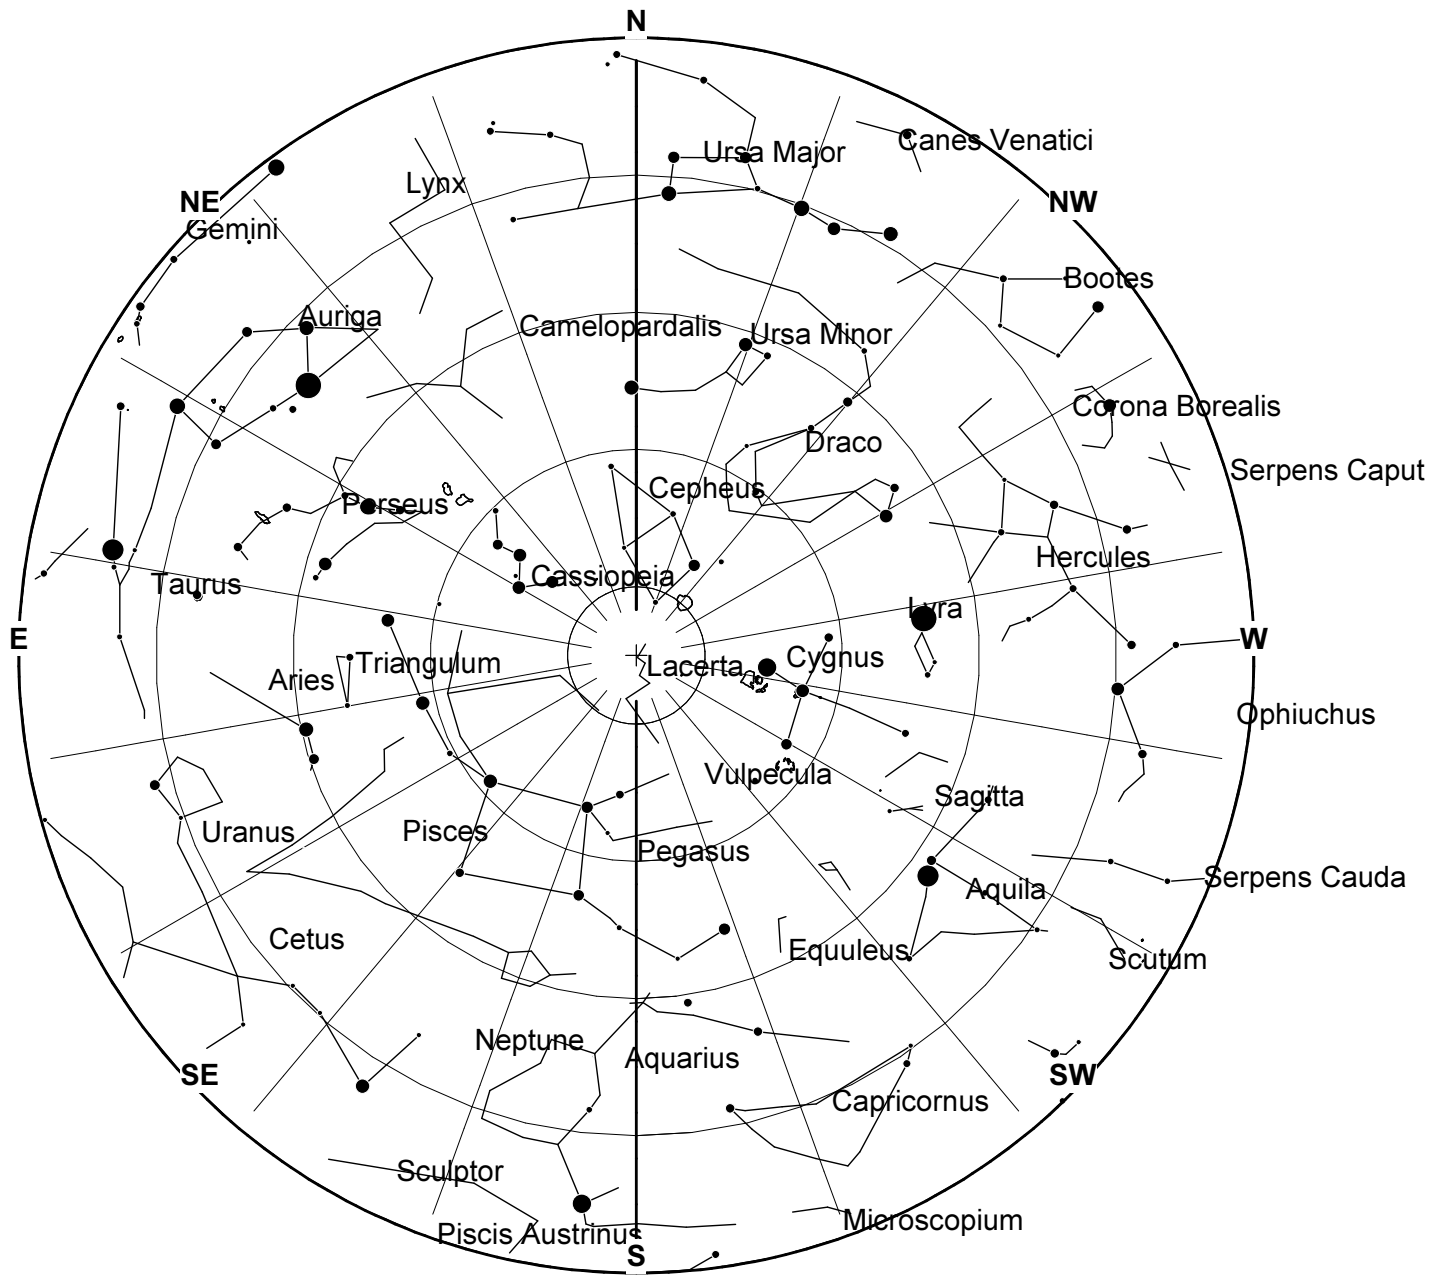 N
Canes Venatici
Ursa Major
Lynx
NE
NW
Gemini
Bootes
Auriga
Camelopardalis
Ursa Minor
Corona Borealis
Draco
Serpens Caput
Cepheus
Perseus
Hercules
Cassiopeia
Taurus
Lyra
E
W
Triangulum
Lacerta
Cygnus
Aries
Ophiuchus
Vulpecula
Sagitta
Uranus
Pisces
Pegasus
Serpens Cauda
Aquila
Cetus
Equuleus
Scutum
Neptune
Aquarius
SE
SW
Capricornus
Sculptor
Microscopium
Piscis Austrinus
S